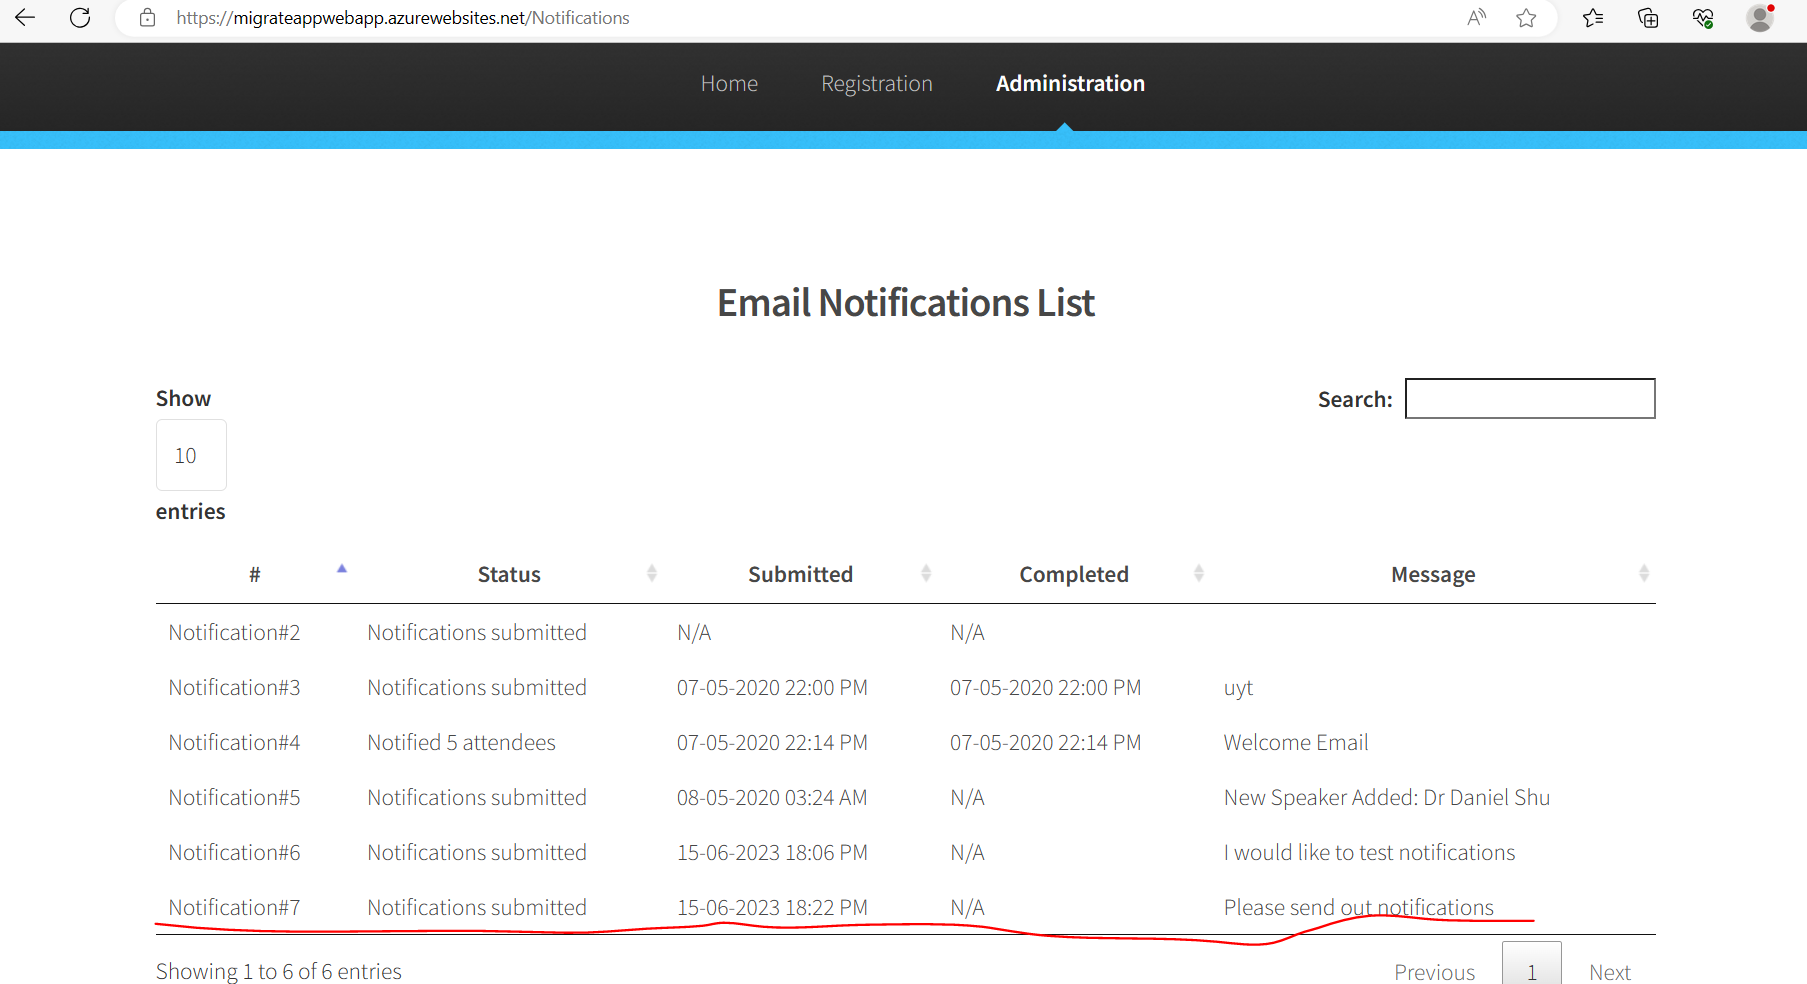 https://migrateappwebapp.azurewebsites.net/Notifications
Home Registration Administration
Email Notifications List
Show
10
entries
Search:
# Status Submitted Completed Message
Notification#2 Notifications submitted N/A N/A
Notification#3 Notifications submitted 07-05-2020 22:00 PM 07-05-2020 22:00 PM uyt
Notification#4 Notified 5 attendees 07-05-2020 22:14 PM 07-05-2020 22:14 PM Welcome Email
Notification#5 Notifications submitted 08-05-2020 03:24 AM N/A New Speaker Added: Dr Daniel Shu
Notification#6 Notifications submitted 15-06-2023 18:06 PM N/A I would like to test notifications
Notification#7 Notifications submitted 15-06-2023 18:22 PM N/A Please send out notifications
Showing 1 to 6 of 6 entries Previous 1 Next